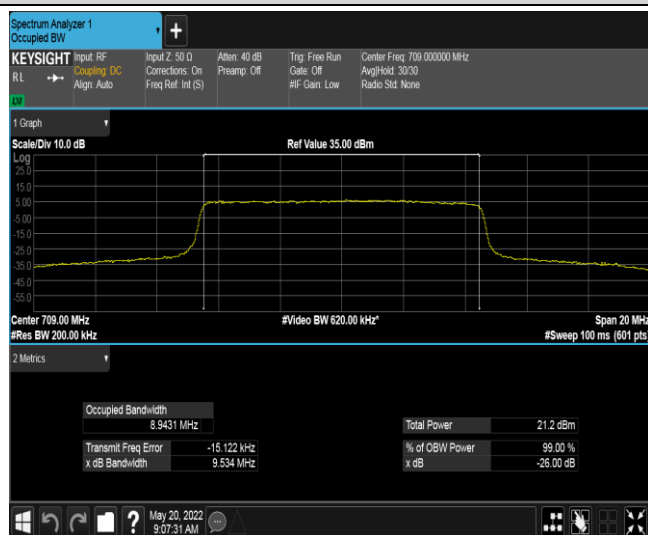 Spectrum Analyzer 1
Occupied BW
+
KEYSIGHT Input: RF Input Z: 50 Ω Atten: 40 dB Trig: Free Run Center Freq: 709.000000 MHz
RL Coupling: DC Corrections: On Preamp: Off Gate: Off Avg|Hold: 30/30
Align: Auto Freq Ref: Int (S) #IF Gain: Low Radio Std: None
LXI
1 Graph
Scale/Div 10.0 dB Ref Value 35.00 dBm
Log
25.0
15.0
5.00
-5.00
-15.0
-25.0
-35.0
-45.0
-55.0
Center 709.00 MHz #Video BW 620.00 kHz* Span 20 MHz
#Res BW 200.00 kHz #Sweep 100 ms (601 pts)
2 Metrics
Occupied Bandwidth
8.9431 MHz Total Power 21.2 dBm
Transmit Freq Error -15.122 kHz % of OBW Power 99.00 %
x dB Bandwidth 9.534 MHz x dB -26.00 dB
? May 20, 2022
9:07:31 AM